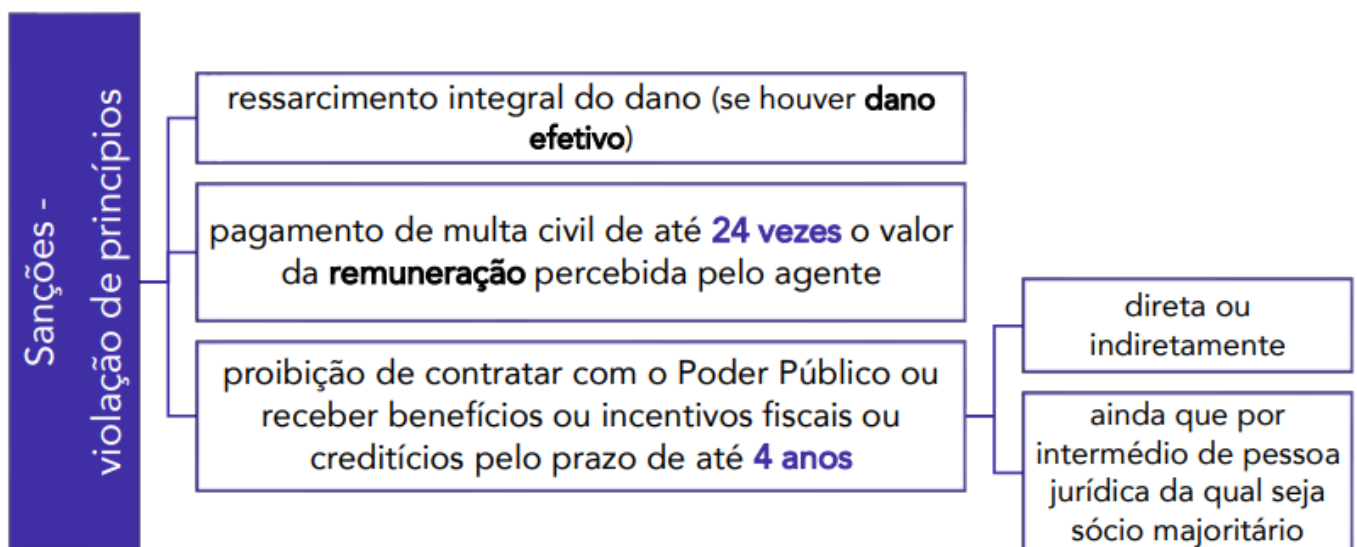 Sanções -
violação de princípios
ressarcimento integral do dano (se houver dano
efetivo)
pagamento de multa civil de até 24 vezes o valor
da remuneração percebida pelo agente
proibição de contratar com o Poder Público ou
receber benefícios ou incentivos fiscais ou
creditícios pelo prazo de até 4 anos
direta ou
indiretamente
ainda que por
intermédio de pessoa
jurídica da qual seja
sócio majoritário